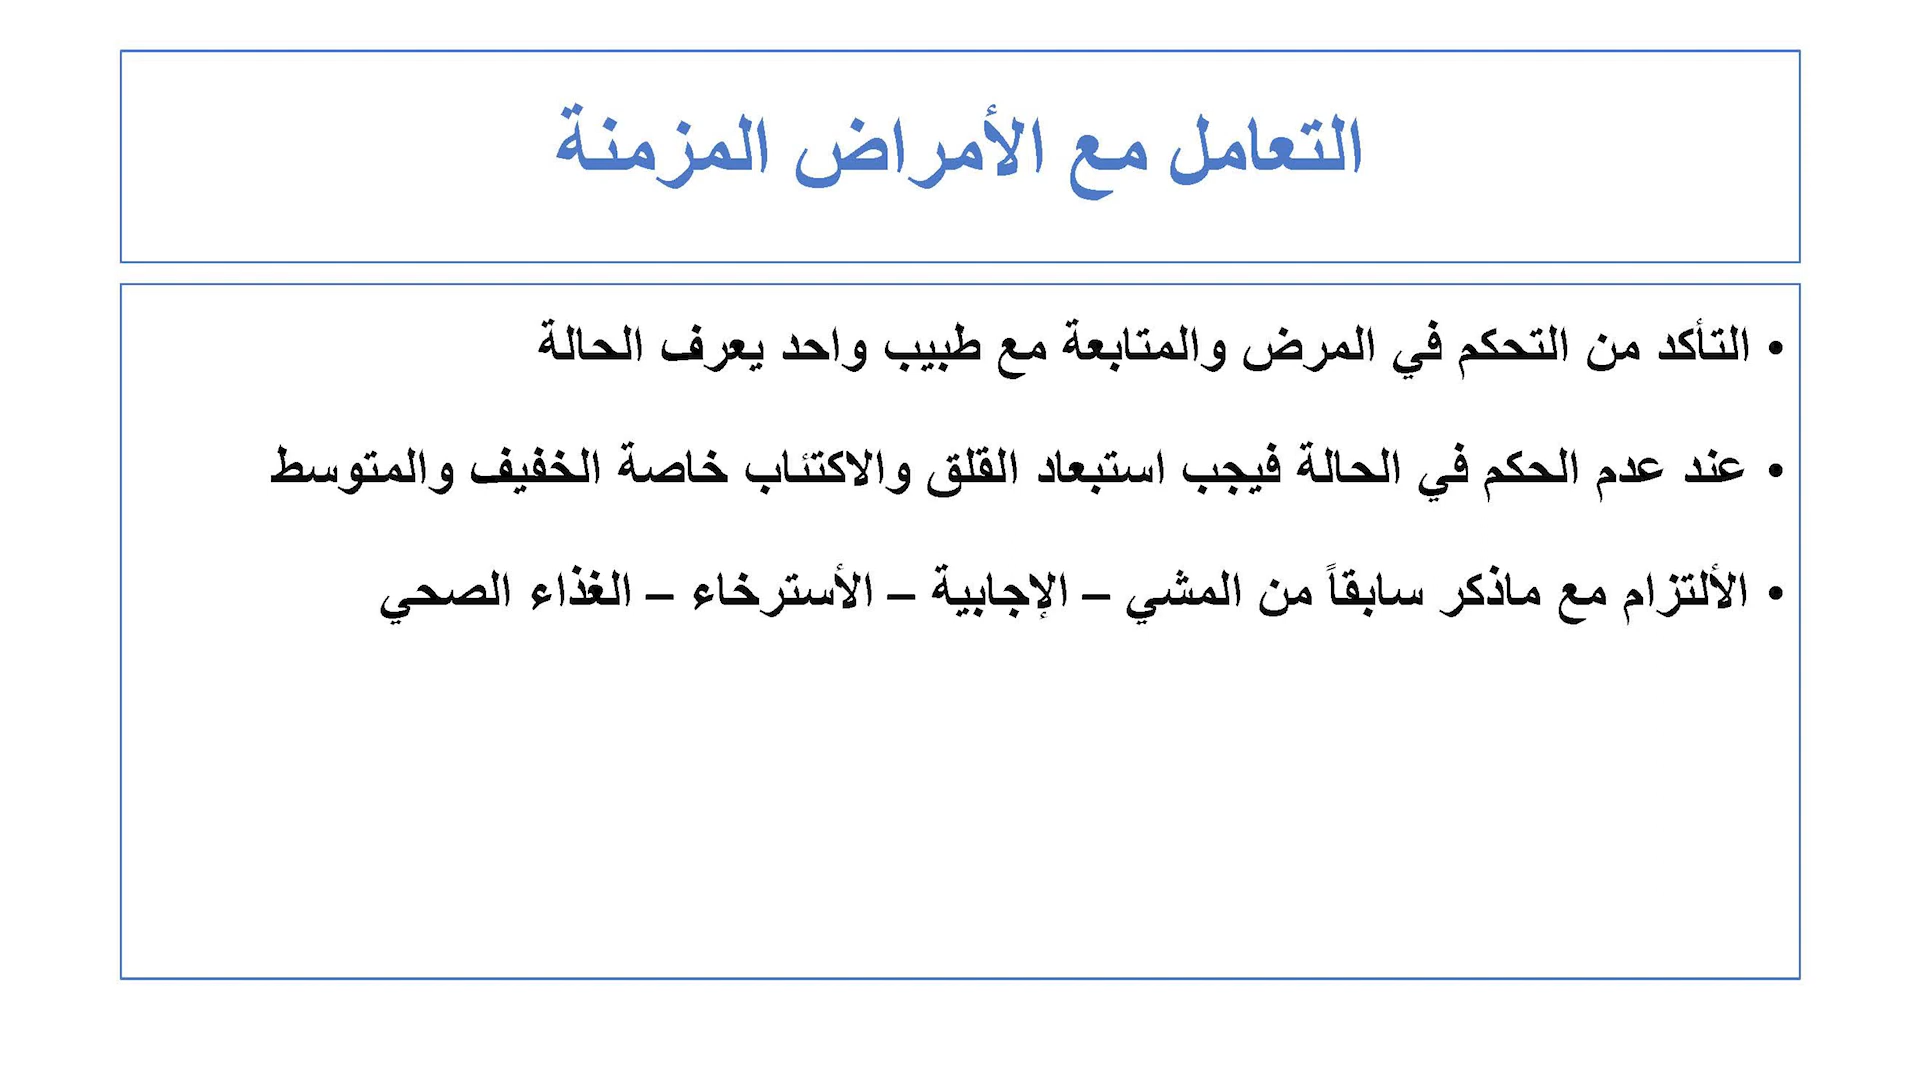 التعامل مع الأمراض المزمنة
• التأكد من التحكم في المرض والمتابعة مع طبيب واحد يعرف الحالة
• عند عدم الحكم في الحالة فيجب استبعاد القلق والاكتئاب خاصة الخفيف والمتوسط
• الألتزام مع ماذكر سابقاً من المشي – الإجابية – الأسترخاء – الغذاء الصحي